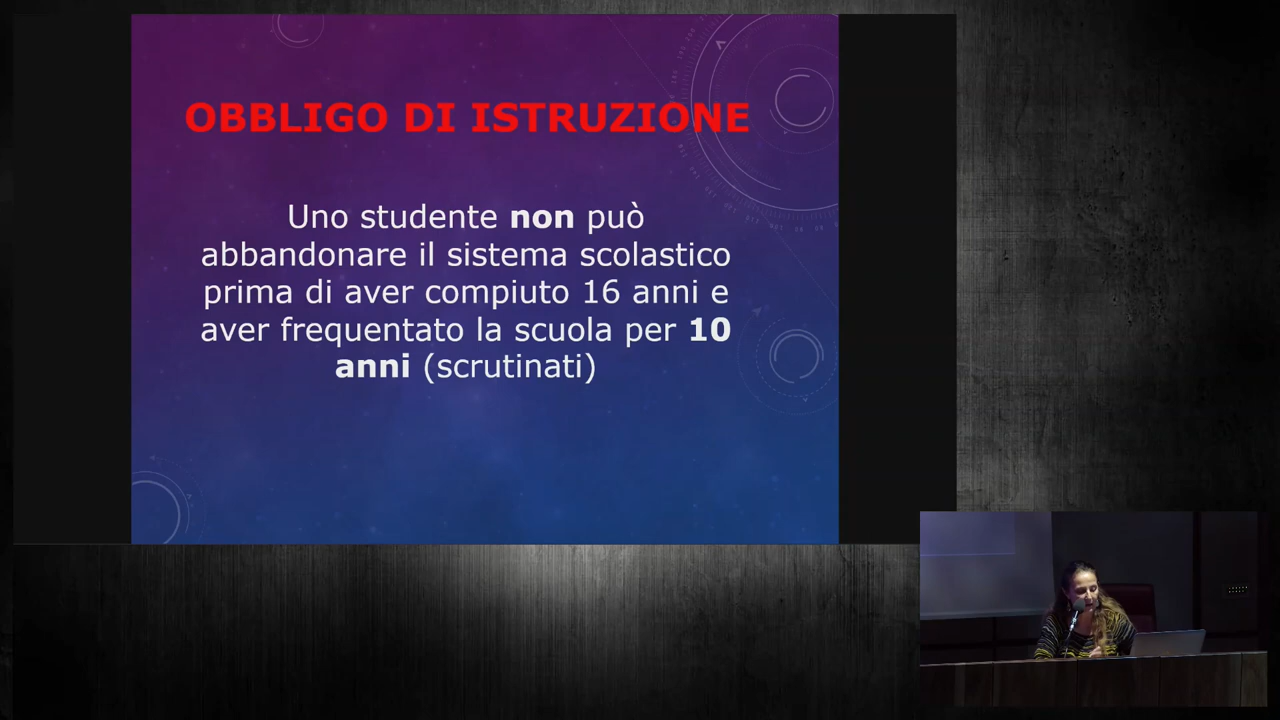 OBBLIGO DI ISTRUZIONE
Uno studente non può
abbandonare il sistema scolastico
prima di aver compiuto 16 anni e
aver frequentato la scuola per 10
anni (scrutinati)